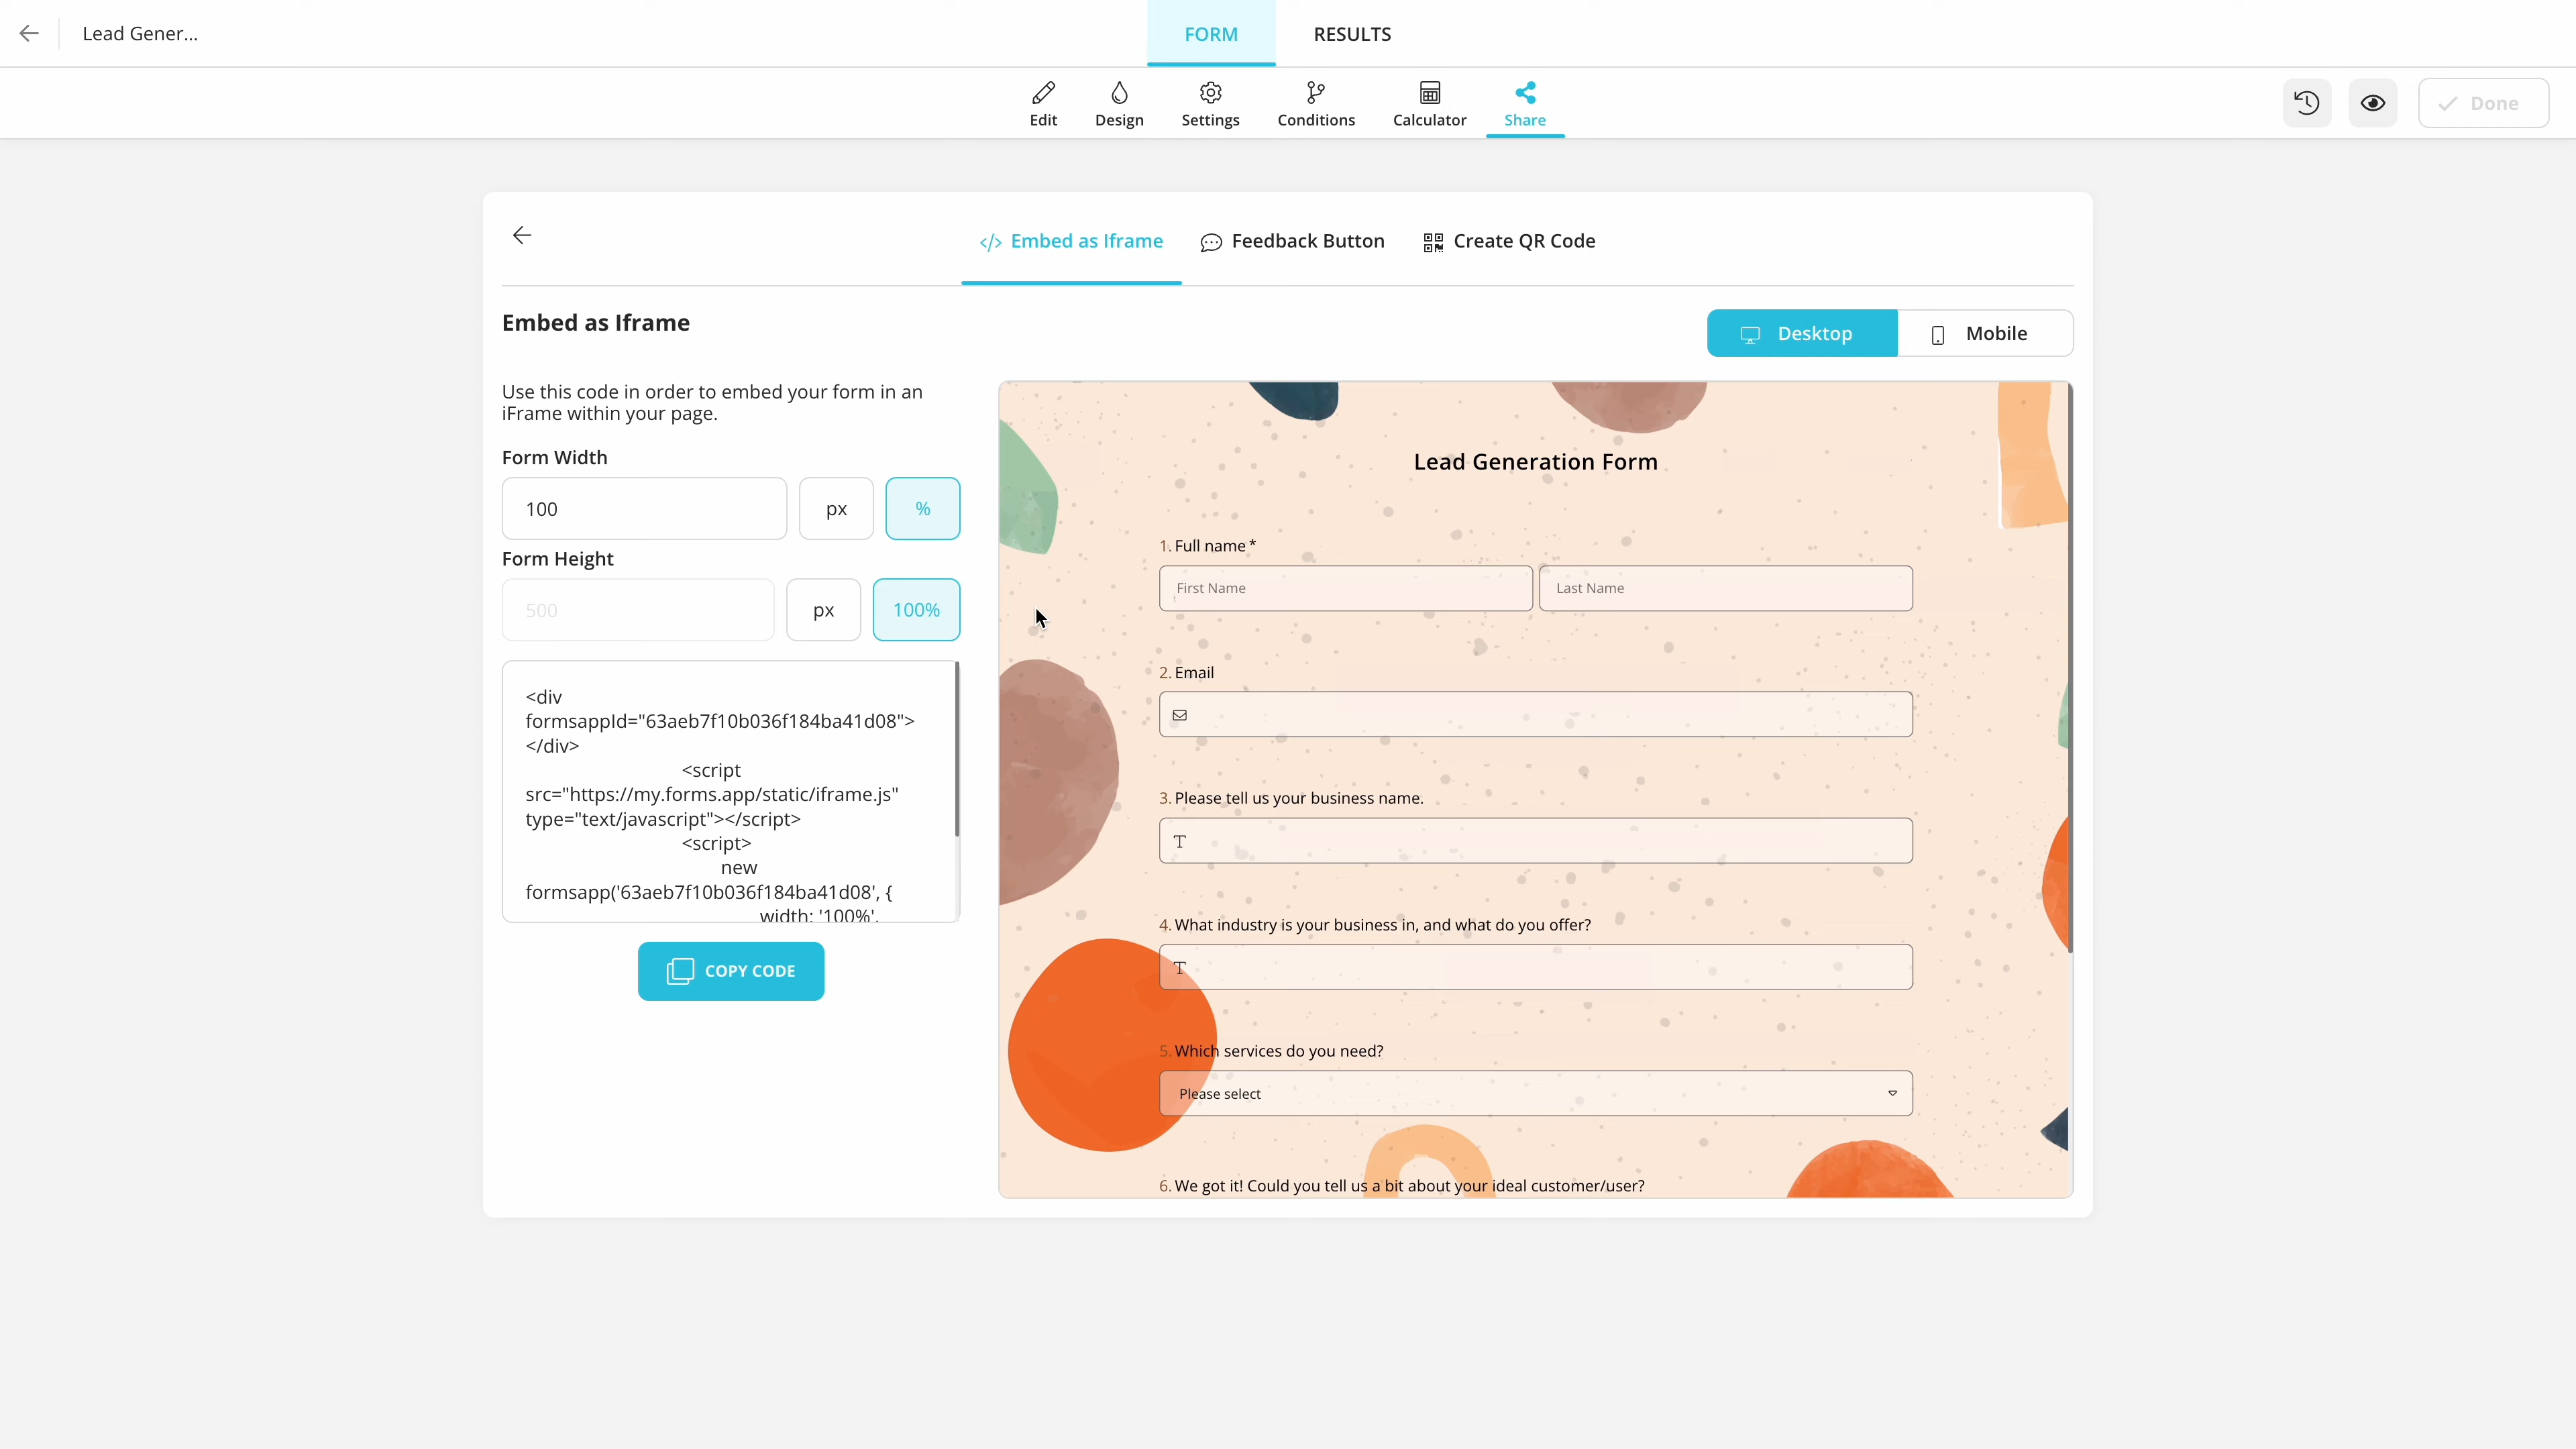 Lead Gener...
FORM
RESULTS
Edit
Design
Settings
Conditions
Calculator
Share
Done
</> Embed as Iframe
Feedback Button
Create QR Code
Embed as Iframe
Desktop
Mobile
Use this code in order to embed your form in an
iFrame within your page.
Form Width
100
px
%
Form Height
500
px
100%
<div
formsappId="63aeb7f10b036f184ba41d08">
</div>
<script
src="https://my.forms.app/static/iframe.js"
type="text/javascript"></script>
<script>
new
formsapp('63aeb7f10b036f184ba41d08', {
width: '100%',
COPY CODE
Lead Generation Form
1. Full name *
First Name
Last Name
2. Email
3. Please tell us your business name.
4. What industry is your business in, and what do you offer?
5. Which services do you need?
Please select
6. We got it! Could you tell us a bit about your ideal customer/user?